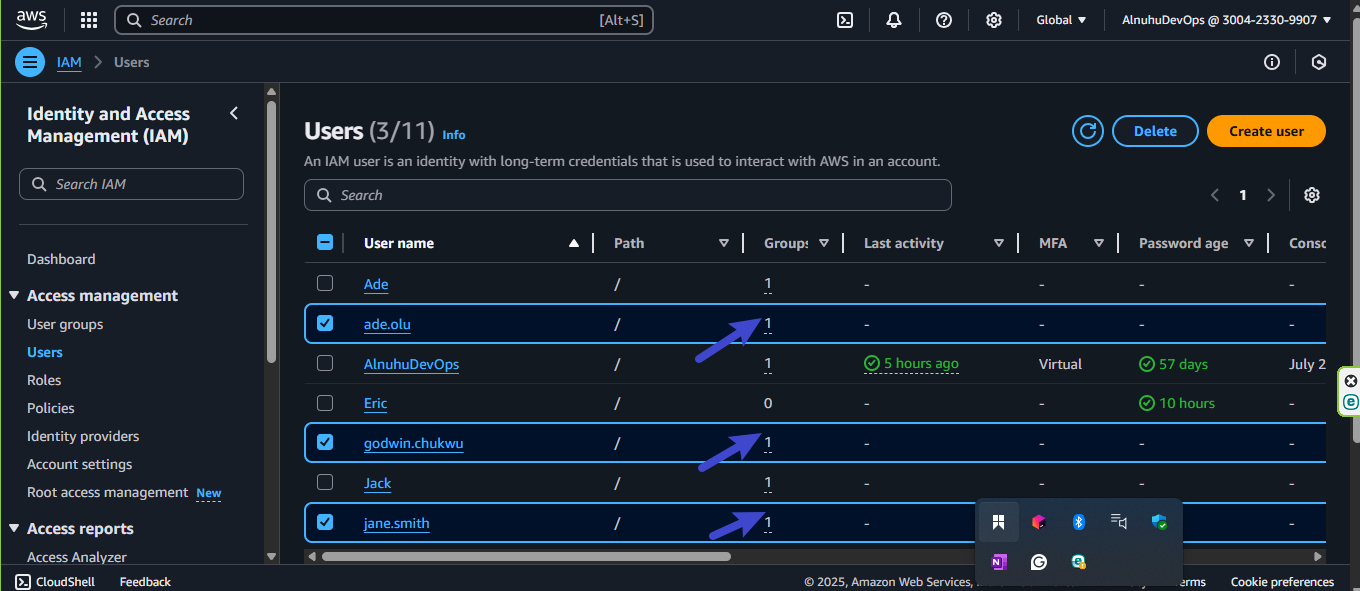 aws
Search [Alt+S]
Global
AlnuhuDevOps @ 3004-2330-9907
IAM > Users
Identity and Access
Management (IAM)
Search IAM
Dashboard
Access management
User groups
Users
Roles
Policies
Identity providers
Account settings
Root access management New
Access reports
Access Analyzer
Users (3/11) Info
Delete
Create user
An IAM user is an identity with long-term credentials that is used to interact with AWS in an account.
Search
1
User name Path Groups Last activity MFA Password age Conso
Ade / 1 - - - -
ade.olu / 1 - - - -
AlnuhuDevOps / 1 5 hours ago Virtual 57 days July 2
Eric / 0 - - 10 hours -
godwin.chukwu / 1 - - - -
Jack / 1 - - - -
jane.smith / 1 - -
CloudShell Feedback
© 2025, Amazon Web Services,
Cookie preferences